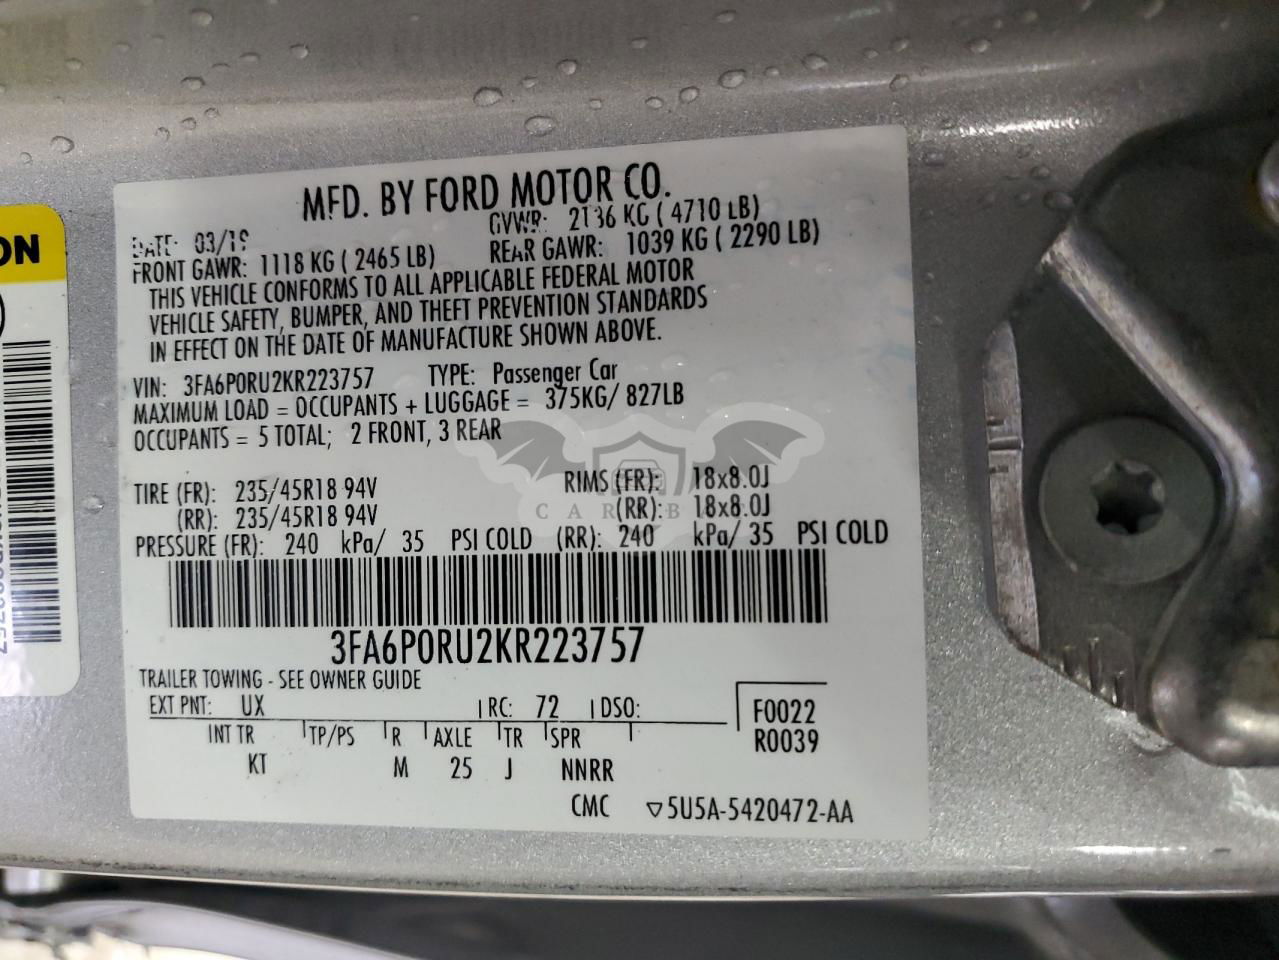 ON
MFD. BY FORD MOTOR CO.
DATE: 03/19 GVWR: 2136 KG ( 4710 LB)
FRONT GAWR: 1118 KG ( 2465 LB) REAR GAWR: 1039 KG ( 2290 LB)
THIS VEHICLE CONFORMS TO ALL APPLICABLE FEDERAL MOTOR
VEHICLE SAFETY, BUMPER, AND THEFT PREVENTION STANDARDS
IN EFFECT ON THE DATE OF MANUFACTURE SHOWN ABOVE.
VIN: 3FA6P0RU2KR223757 TYPE: Passenger Car
MAXIMUM LOAD = OCCUPANTS + LUGGAGE = 375KG/ 827LB
OCCUPANTS = 5 TOTAL; 2 FRONT, 3 REAR
TIRE (FR): 235/45R18 94V RIMS (FR): 18x8.0J
(RR): 235/45R18 94V (RR): 18x8.0J
PRESSURE (FR): 240 kPa/ 35 PSI COLD (RR): 240 kPa/ 35 PSI COLD
3FA6P0RU2KR223757
TRAILER TOWING - SEE OWNER GUIDE
EXT PNT: UX RC: 72 DSO: F0022
INT TR TP/PS R AXLE TR SPR R0039
KT M 25 J NNRR
CMC ▽5U5A-5420472-AA